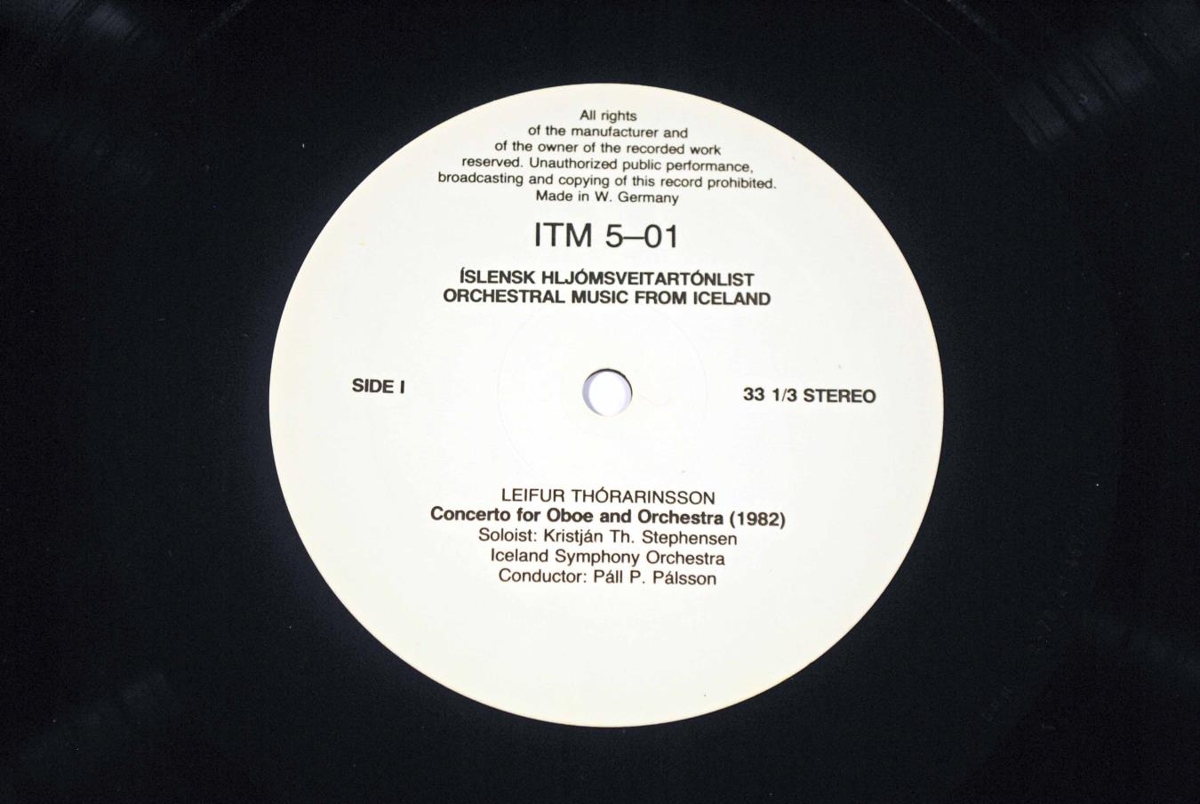 All rights
of the manufacturer and
of the owner of the recorded work
reserved. Unauthorized public performance,
broadcasting and copying of this record prohibited.
Made in W. Germany
ITM 5–01
ÍSLENSK HLJÓMSVEITARTÓNLIST
ORCHESTRAL MUSIC FROM ICELAND
SIDE I
33 1/3 STEREO
LEIFUR THÓRARINSSON
Concerto for Oboe and Orchestra (1982)
Soloist: Kristján Th. Stephensen
Iceland Symphony Orchestra
Conductor: Páll P. Pálsson